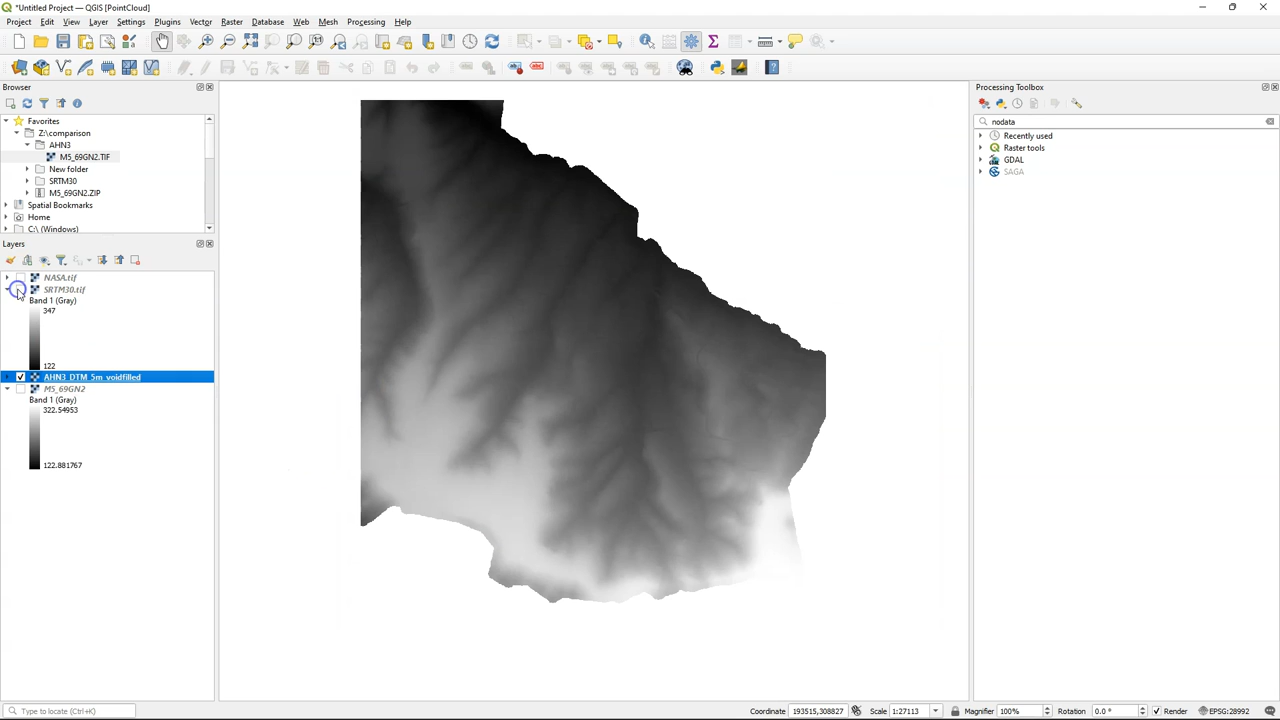 *Untitled Project — QGIS [PointCloud]
Project Edit View Layer Settings Plugins Vector Raster Database Web Mesh Processing Help
Browser
Favorites
Z:\comparison
AHN3
M5_69GN2.TIF
New folder
SRTM30
M5_69GN2.ZIP
Spatial Bookmarks
Home
C:\ (Windows)
Layers
NASA.tif
SRTM30.tif
Band 1 (Gray)
347
122
AHN3_DTM_5m_voidfilled
M5_69GN2
Band 1 (Gray)
322.54953
122.881767
Processing Toolbox
nodata
Recently used
Raster tools
GDAL
SAGA
Type to locate (Ctrl+K)
Coordinate 193515,308827 Scale 1:27113 Magnifier 100% Rotation 0.0 ° Render EPSG:28992